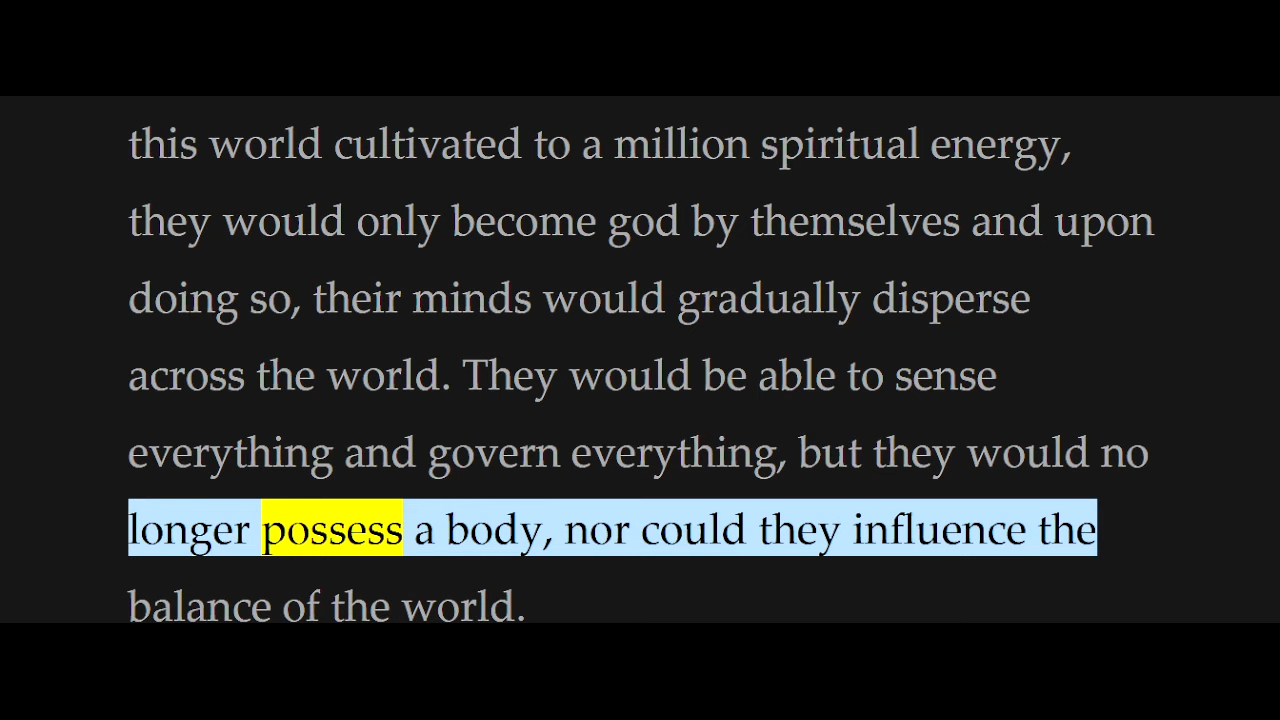 this world cultivated to a million spiritual energy,
they would only become god by themselves and upon
doing so, their minds would gradually disperse
across the world. They would be able to sense
everything and govern everything, but they would no
longer possess a body, nor could they influence the
balance of the world.